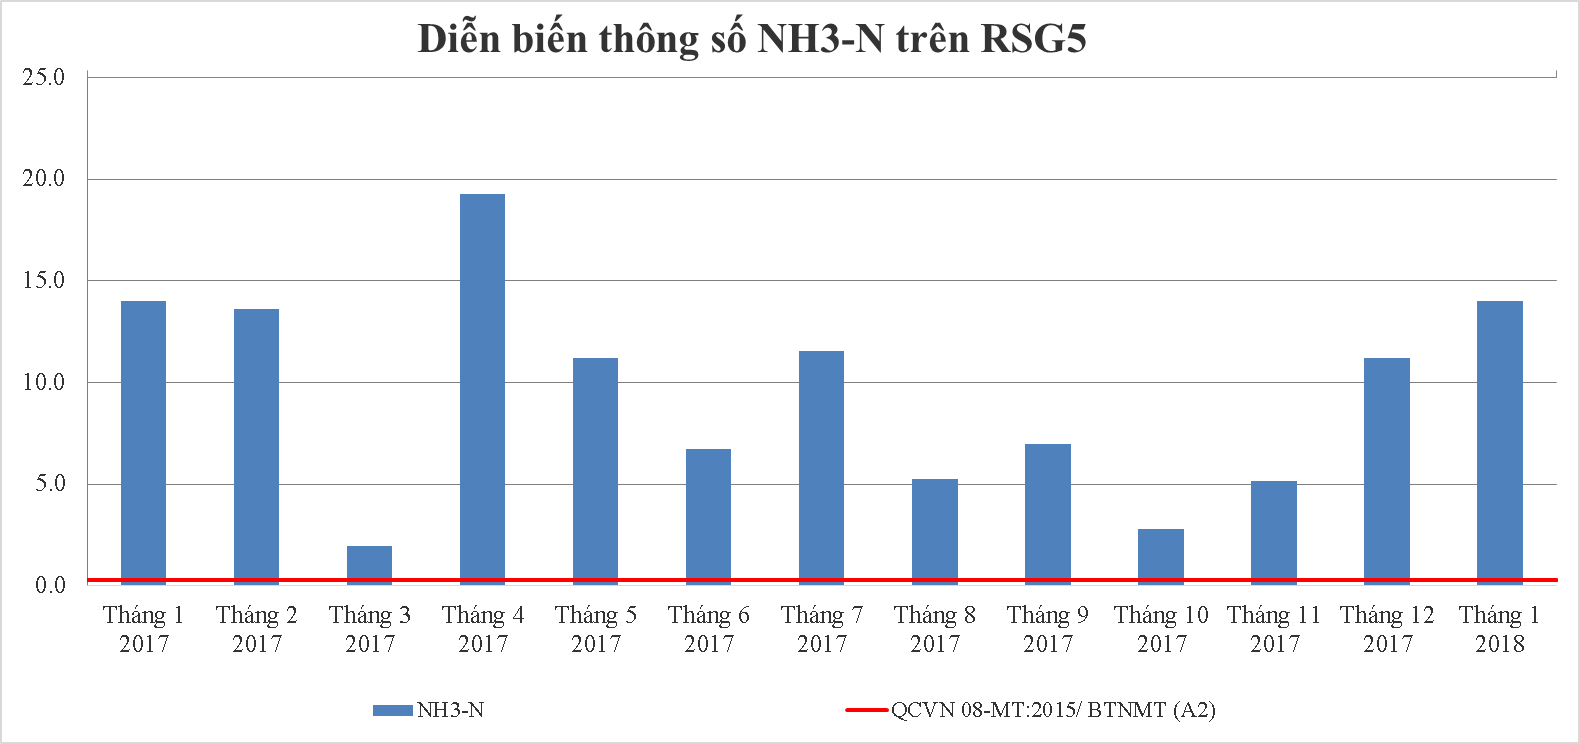 Diễn biến thông số NH3-N trên RSG5
25.0
20.0
15.0
10.0
5.0
0.0
Tháng 1 Tháng 2 Tháng 3 Tháng 4 Tháng 5 Tháng 6 Tháng 7 Tháng 8 Tháng 9 Tháng 10 Tháng 11 Tháng 12 Tháng 1
2017 2017 2017 2017 2017 2017 2017 2017 2017 2017 2017 2017 2018
NH3-N QCVN 08-MT:2015/ BTNMT (A2)